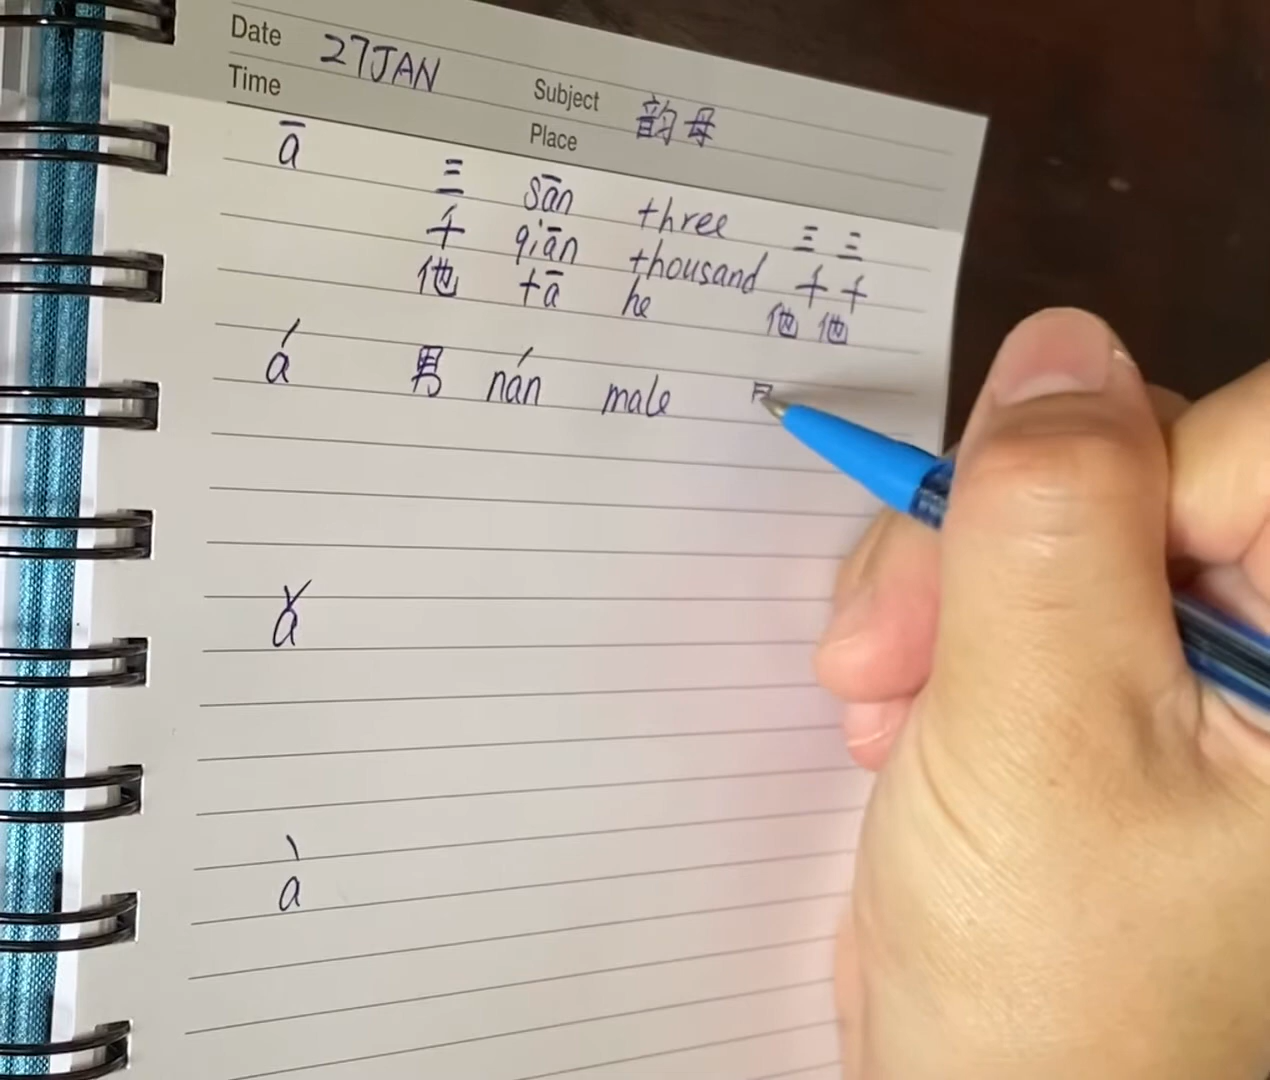 Date 27JAN Subject 韵母
Time Place
ā 三 sān three 三 三
千 qiān thousand 千 千
他 tā he 他 他
á 男 nán male
ǎ
à